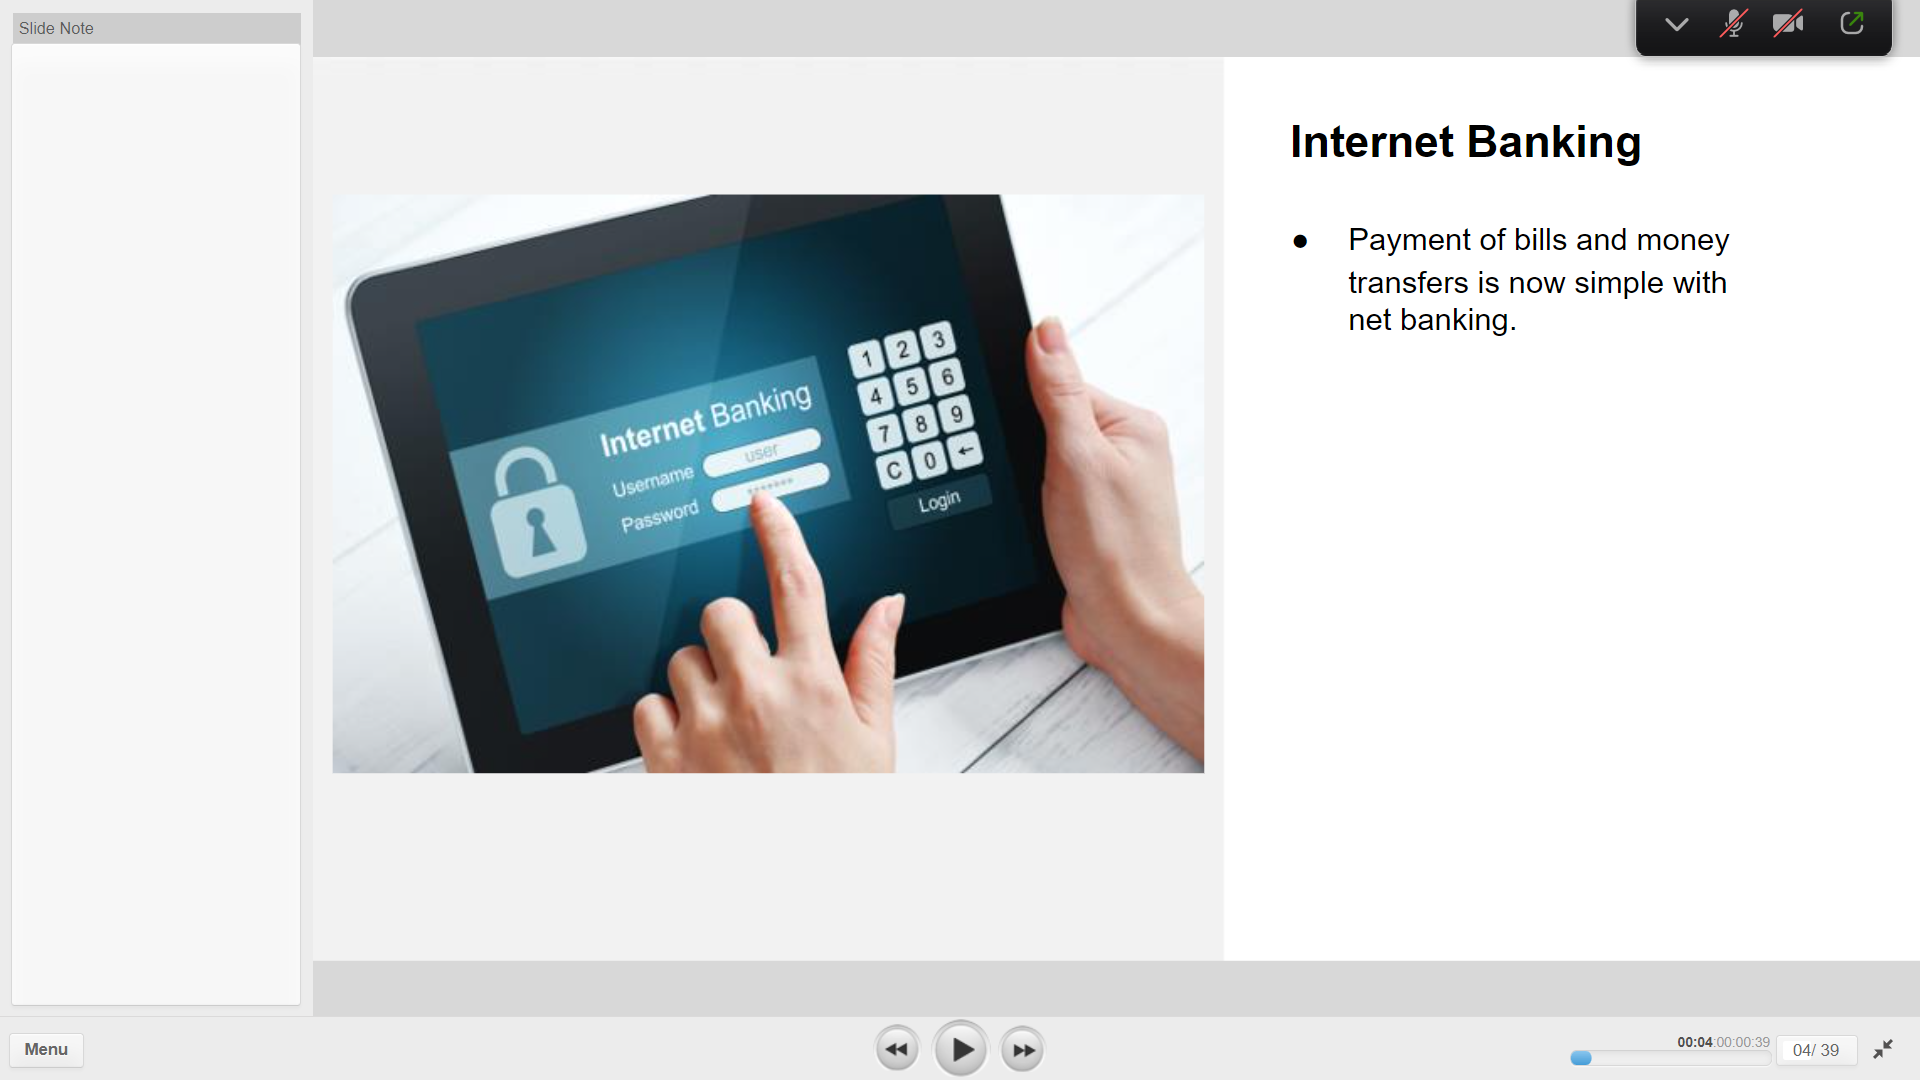 Slide Note
Internet Banking
Payment of bills and money
transfers is now simple with
net banking.
Internet Banking
Username user
Password *******
1 2 3
4 5 6
7 8 9
C 0 ←
Login
Menu
00:04:00:00:39
04/ 39